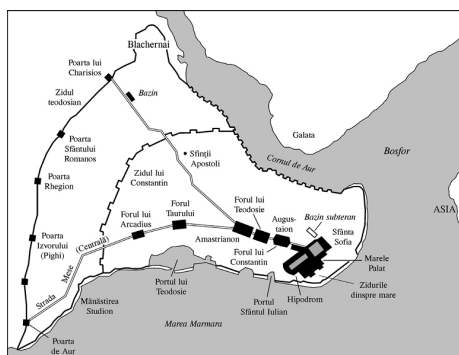 Blachernai
Poarta lui
Charisios
Bazin
Zidul
teodosian
Galata
Cornul de Aur
Bosfor
ASIA
Poarta
Sfântului
Romanos
Sfinții
Apostoli
Zidul lui
Constantin
Poarta
Rhegion
Forul lui
Arcadius
Forul
Taurului
Forul lui
Teodosie
Augus-
taion
Bazin subteran
Sfânta
Sofia
Amastrianon
Forul lui
Constantin
Marele
Palat
Poarta
Izvorului
(Pighi)
Strada Mese (Centrală)
Mănăstirea
Studion
Portul lui
Teodosie
Portul
Sfântul Iulian
Hipodrom
Zidurile
dinspre mare
Poarta
de Aur
Marea Marmara